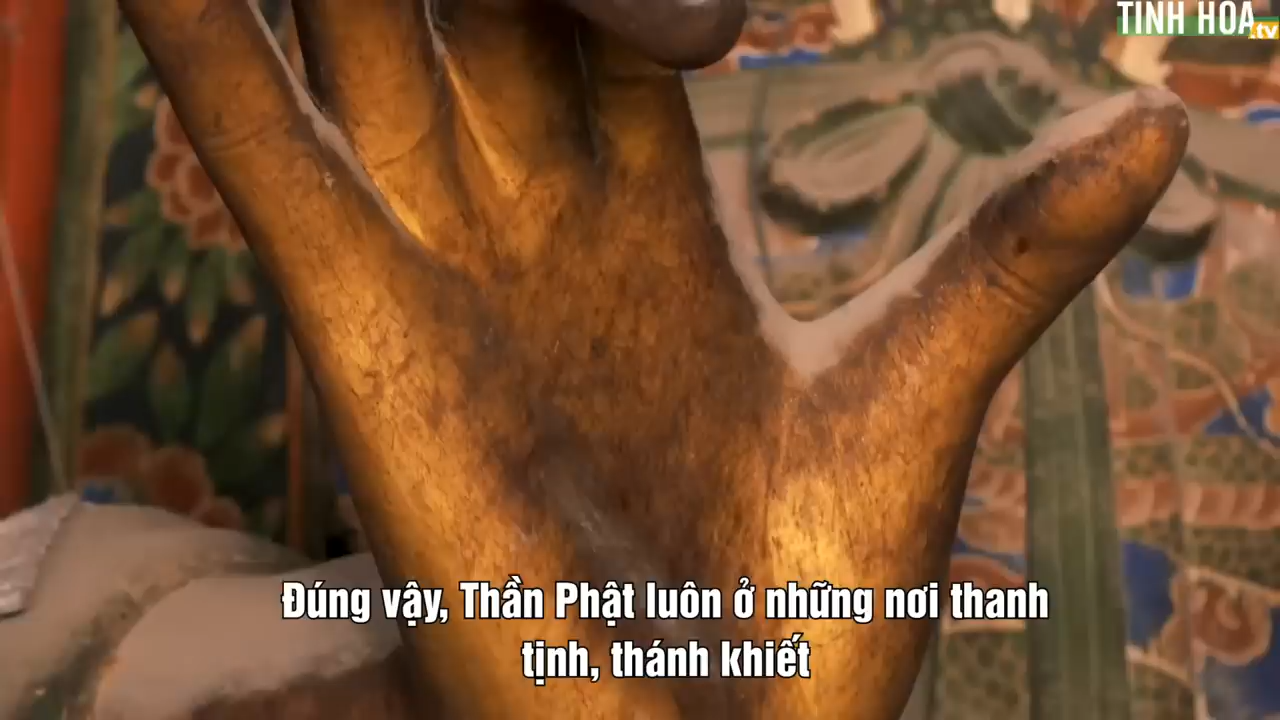 TINH HOA
.tv
Đúng vậy, Thần Phật luôn ở những nơi thanh
tịnh, thánh khiết